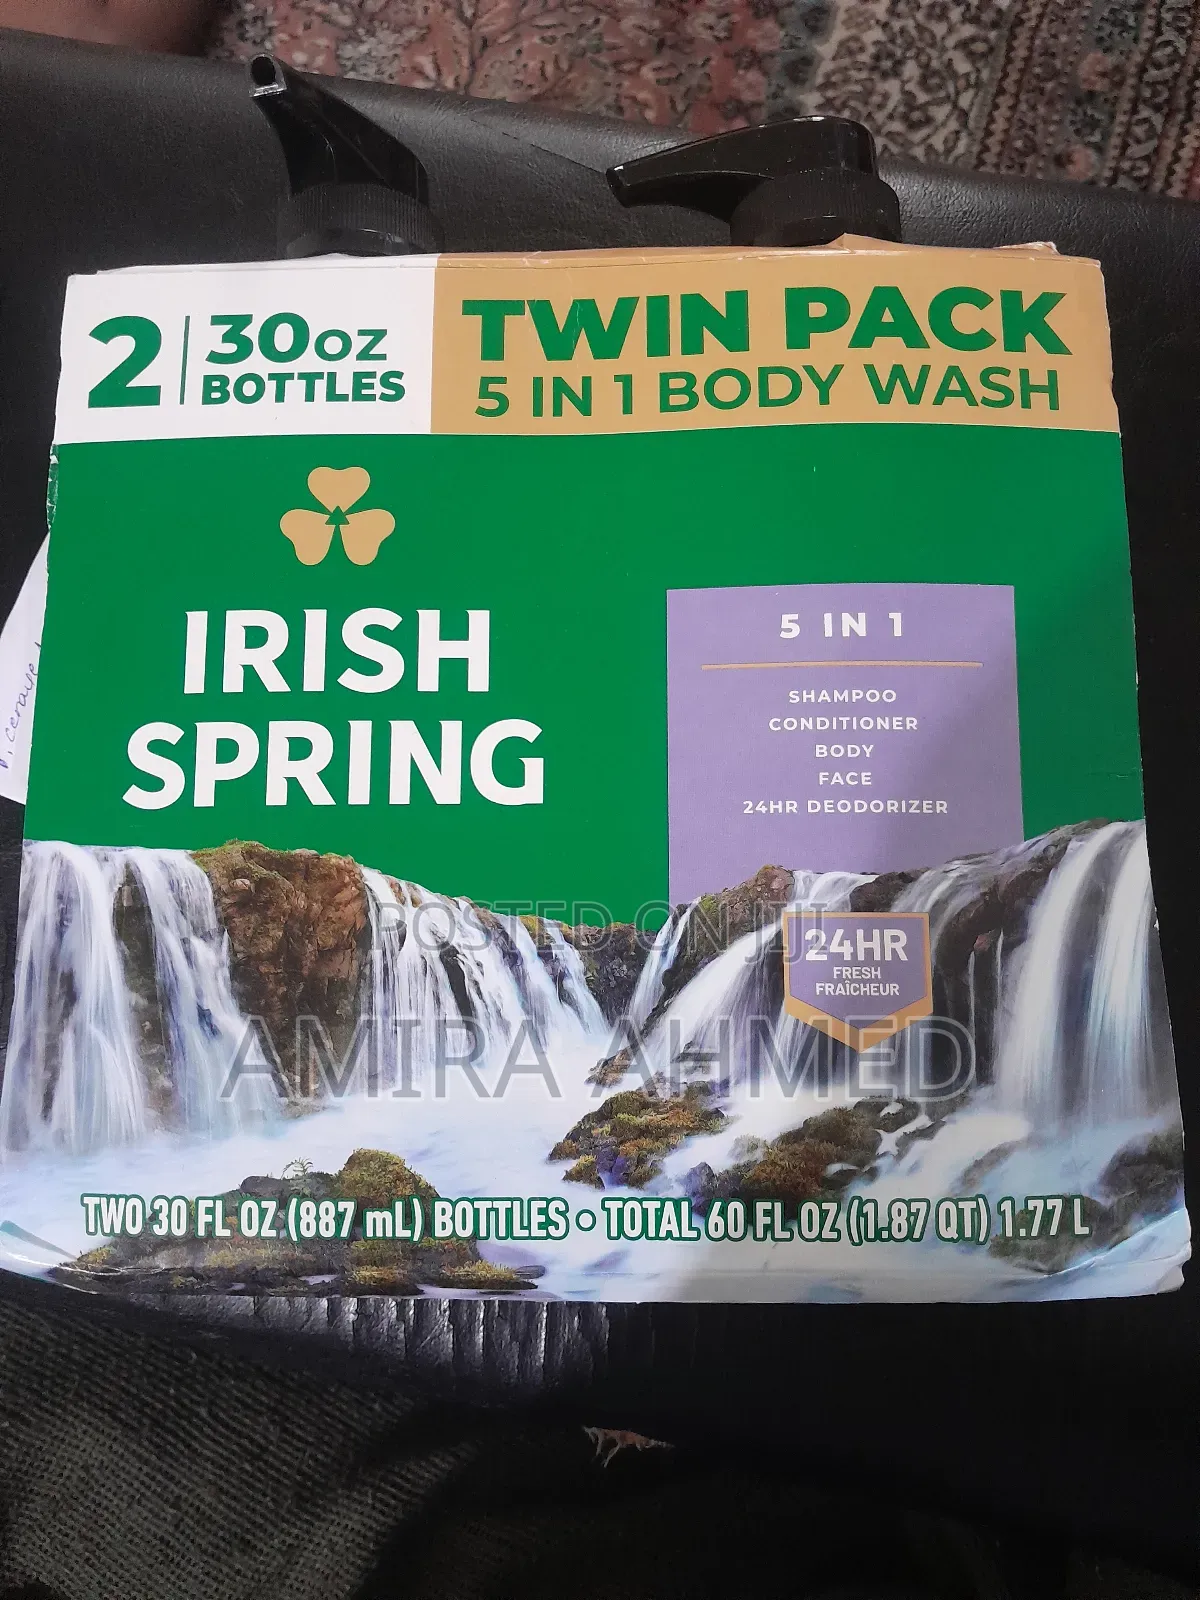 2
30 OZ
BOTTLES
TWIN PACK
5 IN 1 BODY WASH
IRISH
SPRING
5 IN 1
SHAMPOO
CONDITIONER
BODY
FACE
24HR DEODORIZER
POSTED ON JIJI
24HR
FRESH
FRAÎCHEUR
AMIRA AHMED
TWO 30 FL OZ (887 mL) BOTTLES • TOTAL 60 FL OZ (1.87 QT) 1.77 L